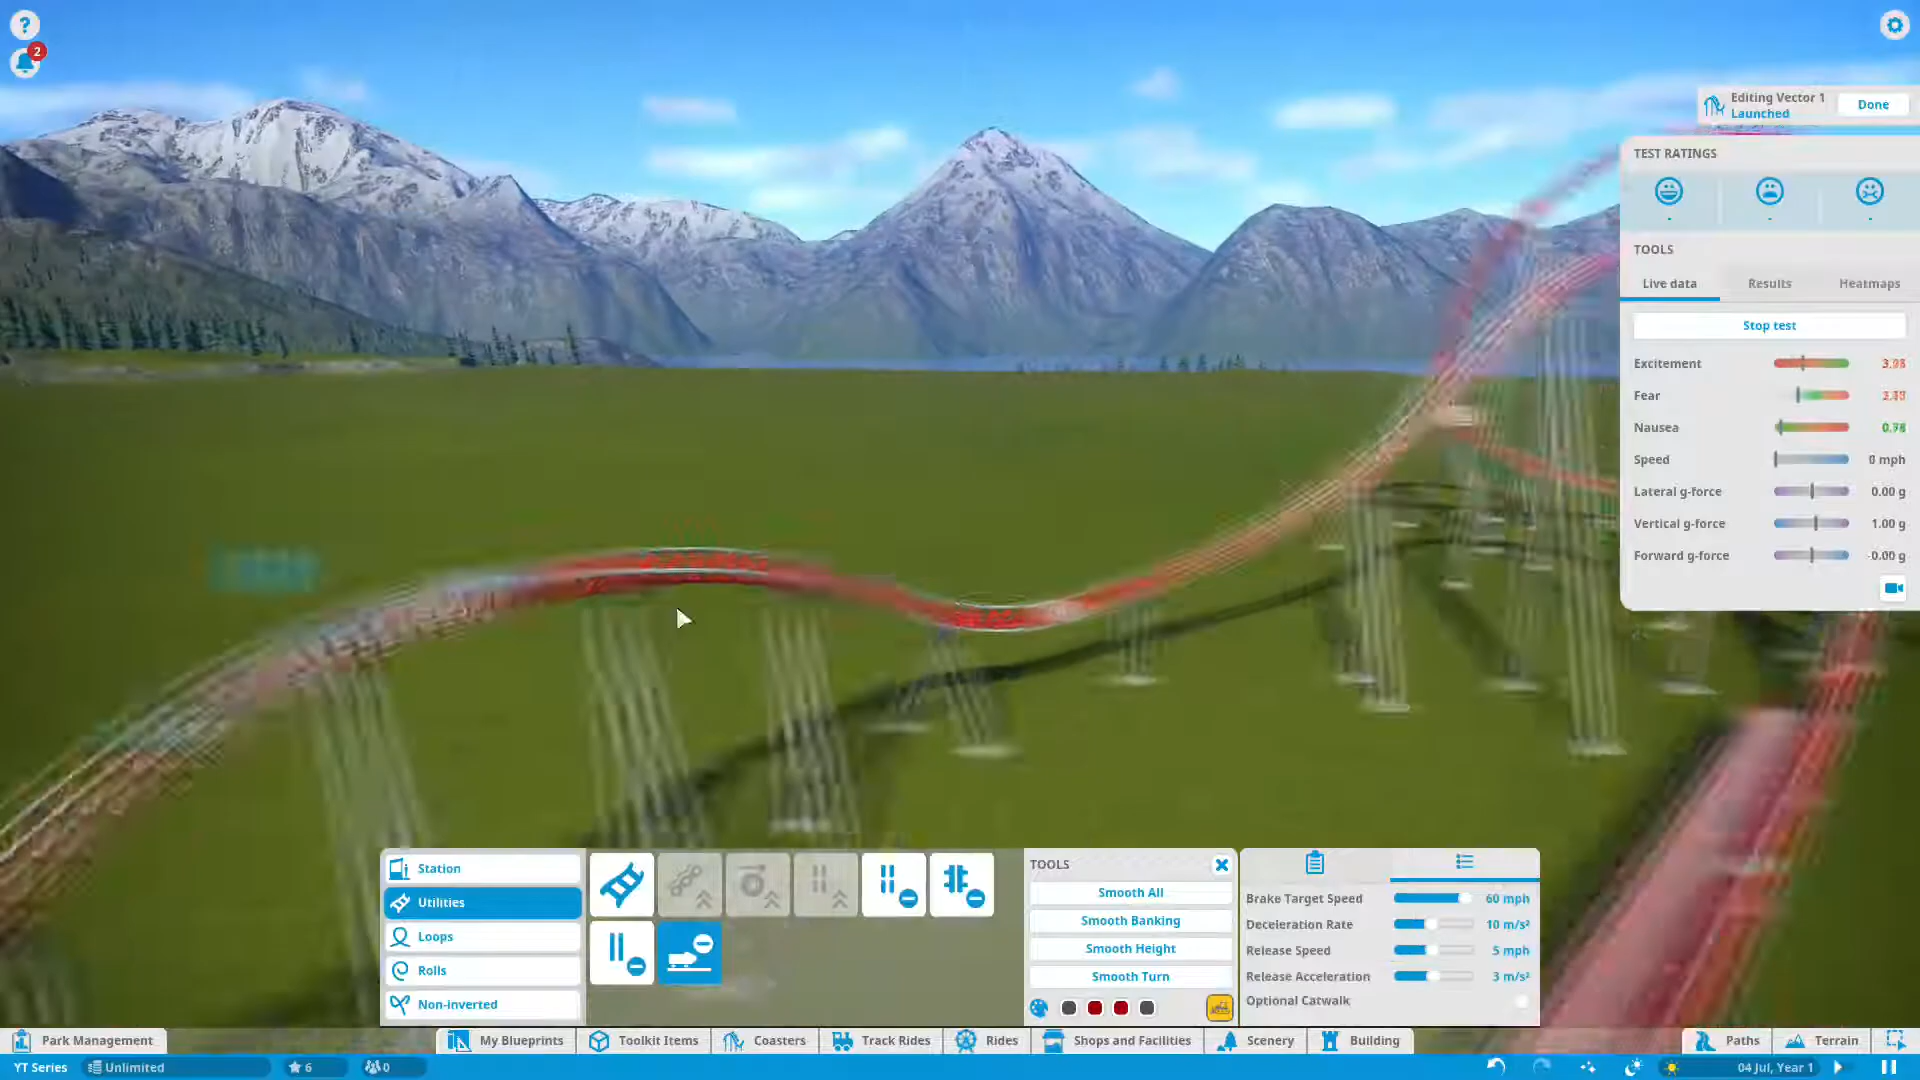 ?
2
Editing Vector 1
Launched
Done
TEST RATINGS
- - -
TOOLS
Live data Results Heatmaps
Stop test
Excitement
Fear
Nausea 0.98
Speed 0 mph
Lateral g-force 0.00 g
Vertical g-force 1.00 g
Forward g-force -0.00 g
Station
Utilities
Loops
Rolls
Non-inverted
TOOLS
Smooth All
Smooth Banking
Smooth Height
Smooth Turn
Brake Target Speed 60 mph
Deceleration Rate 10 m/s²
Release Speed 5 mph
Release Acceleration 3 m/s²
Optional Catwalk
Park Management My Blueprints Toolkit Items Coasters Track Rides Rides Shops and Facilities Scenery Building Paths Terrain
YT Series Unlimited 6 0 04 Jul, Year 1